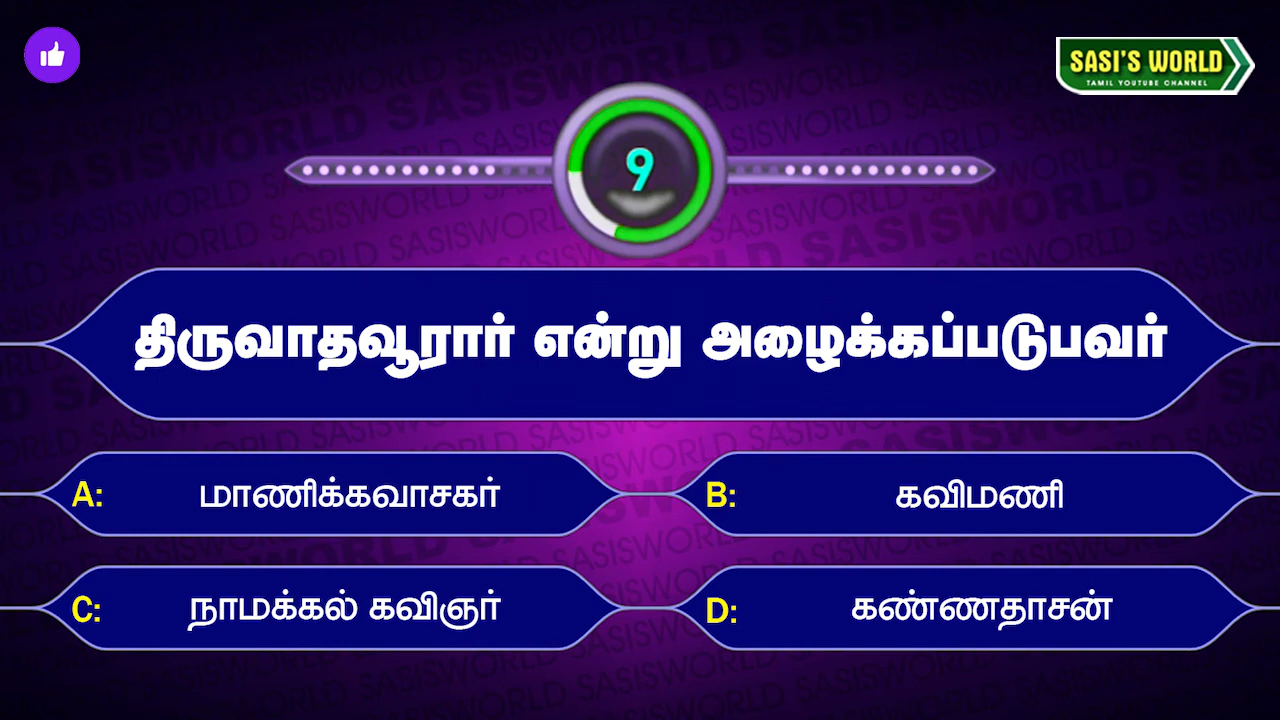 SASI'S WORLD
TAMIL YOUTUBE CHANNEL
9
திருவாதவூரார் என்று அழைக்கப்படுபவர்
A: மாணிக்கவாசகர்
B: கவிமணி
C: நாமக்கல் கவிஞர்
D: கண்ணதாசன்